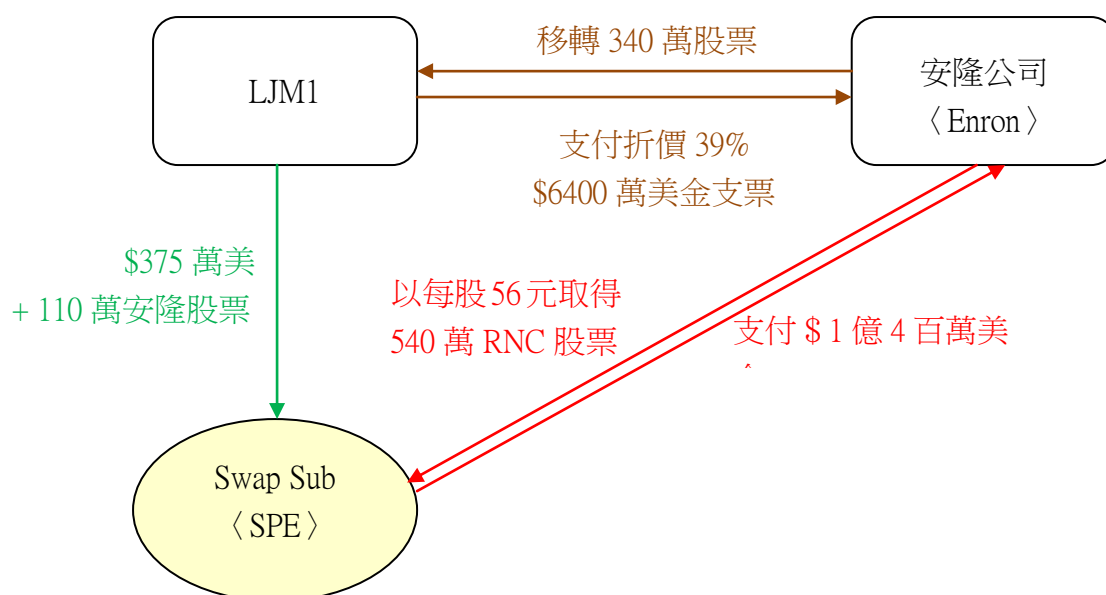 移轉 340 萬股票
LJM1
安隆公司
〈Enron〉
支付折價 39%
$6400 萬美金支票
$375 萬美
+ 110 萬安隆股票
以每股 56 元取得
540 萬 RNC 股票
支付 $ 1 億 4 百萬美
Swap Sub
〈SPE〉